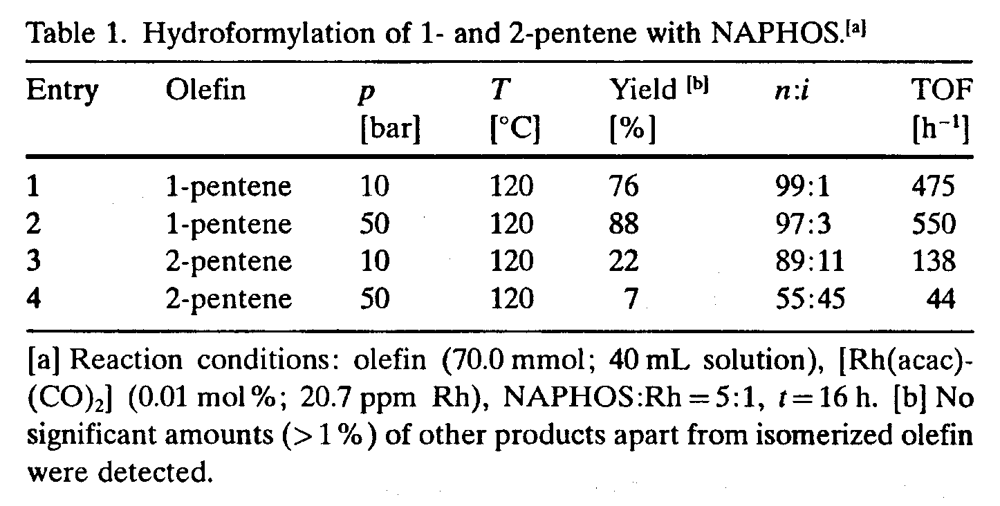 Table 1. Hydroformylation of 1- and 2-pentene with NAPHOS.[a]
Entry Olefin p T Yield [b] n:i TOF
[bar] [°C] [%] [h⁻¹]
1 1-pentene 10 120 76 99:1 475
2 1-pentene 50 120 88 97:3 550
3 2-pentene 10 120 22 89:11 138
4 2-pentene 50 120 7 55:45 44
[a] Reaction conditions: olefin (70.0 mmol; 40 mL solution), [Rh(acac)-
(CO)₂] (0.01 mol %; 20.7 ppm Rh), NAPHOS:Rh = 5:1, t = 16 h. [b] No
significant amounts (> 1 %) of other products apart from isomerized olefin
were detected.